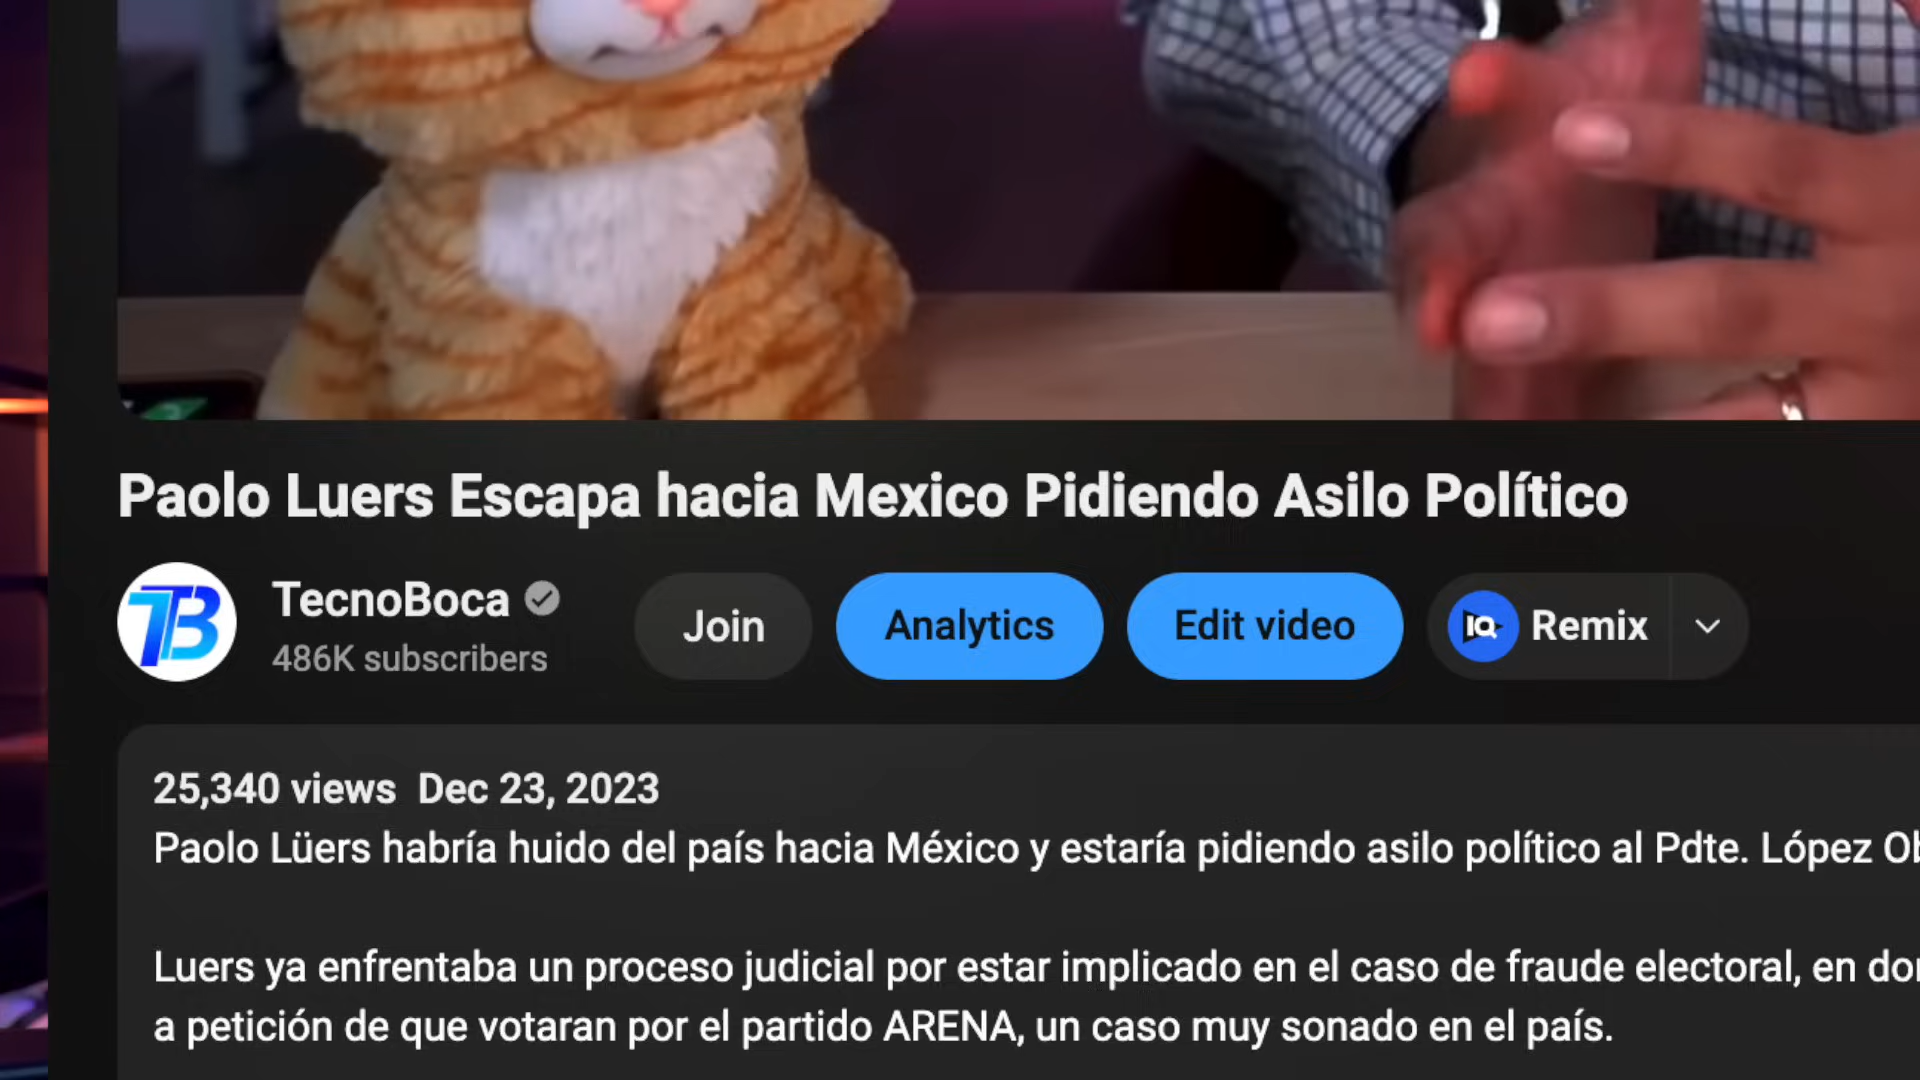 Paolo Luers Escapa hacia Mexico Pidiendo Asilo Político
TB
TecnoBoca
486K subscribers
Join
Analytics
Edit video
IQ
Remix
25,340 views Dec 23, 2023
Paolo Lüers habría huido del país hacia México y estaría pidiendo asilo político al Pdte. López
Luers ya enfrentaba un proceso judicial por estar implicado en el caso de fraude electoral, en
a petición de que votaran por el partido ARENA, un caso muy sonado en el país.